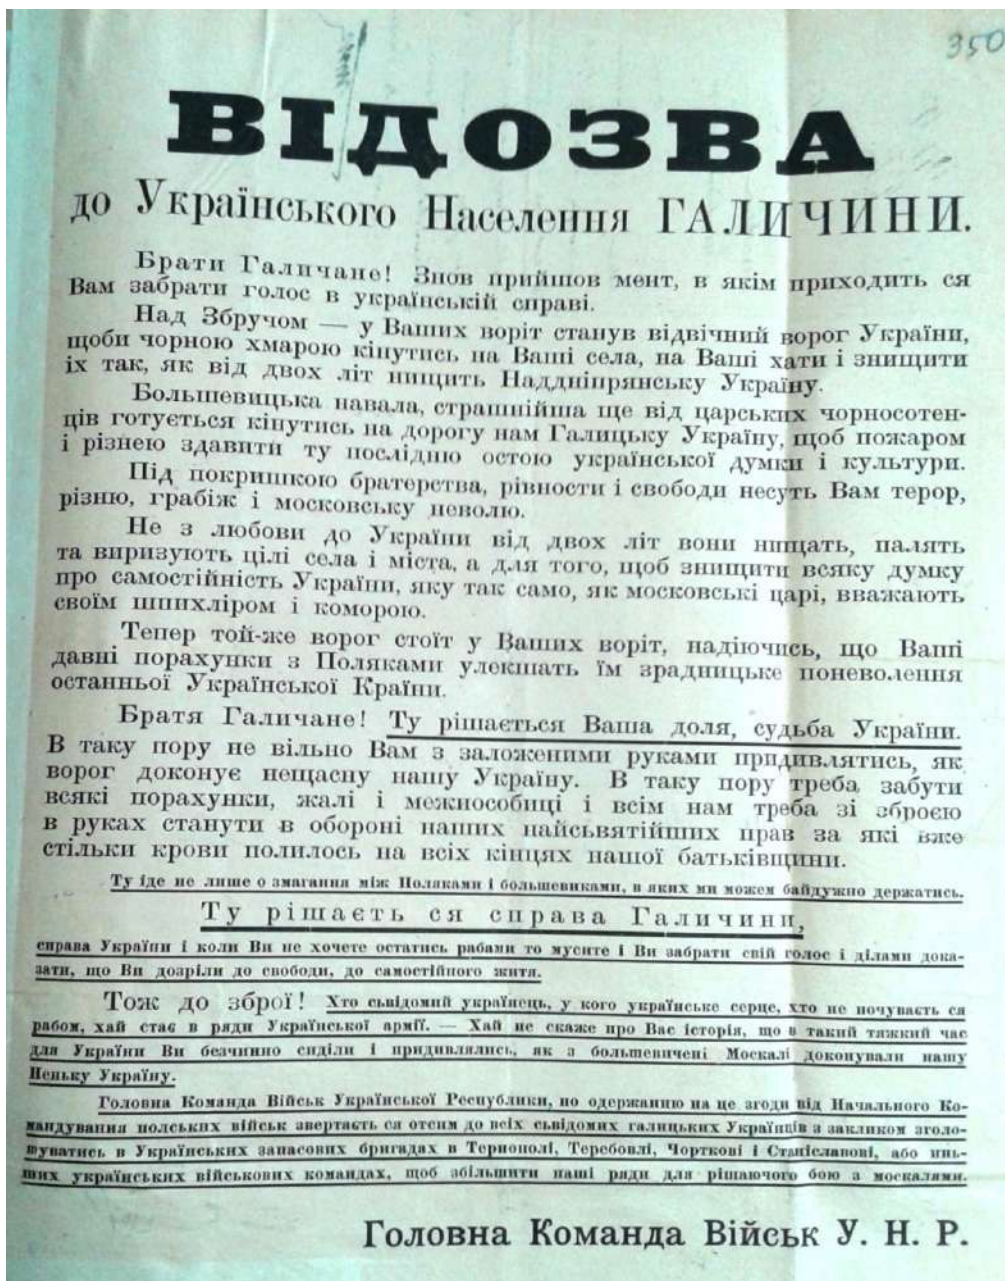 350
ВІДОЗВА
до Українського Населення ГАЛИЧИНИ.
Брати Галичане! Знов прийшов мент, в якім приходить ся
Вам забрати голос в українській справі.
Над Збручом — у Ваших воріт станув відвічний ворог України,
щоби чорною хмарою кінутись на Ваші села, на Ваші хати і знищити
іх так, як від двох літ нищить Наддніпрянську Україну.
Большевицька навала, страшнійша ще від царських чорносотен-
ців готується кінутись на дорогу нам Галицьку Україну, щоб пожаром
і різнею здавити ту послідню остою української думки і культури.
Під покришкою братерства, рівности і свободи несуть Вам терор,
різню, грабіж і московську неволю.
Не з любови до України від двох літ вони нищать, палять
та виризують цілі села і міста, а для того, щоб знищити всяку думку
про самостійність України, яку так само, як московські царі, вважають
своїм шпихліром і коморою.
Тепер той-же ворог стоїт у Ваших воріт, надіючись, що Ваші
давні порахунки з Поляками улекшать їм зрадницьке поневолення
останньої Української Країни.
Братя Галичане! Ту рішається Ваша доля, судьба України.
В таку пору не вільно Вам з заложеними руками придивлятись, як
ворог доконує нещасну нашу Україну. В таку пору треба забути
всякі порахунки, жалі і межнособиці і всім нам треба зі зброєю
в руках станути в обороні наших найсьвятійших прав за які вже
стільки крови полилось на всіх кінцях нашої батьківщини.
Ту іде не лише о змагання між Поляками і большевиками, в яких ми можем байдужно держатись.
Ту рішаєть ся справа Галичини,
справа України і коли Ви не хочете остатись рабами то мусите і Ви забрати свій голос і ділами дока-
зати, що Ви дозріли до свободи, до самостійного житя.
Тож до зброї! Хто сьвідомий українець, у кого українське серце, хто не почуваєть ся
рабом, хай стає в ряди Української армії. — Хай не скаже про Вас історія, що в такий тяжкий час
для України Ви безчинно сиділи і придивлялись, як з большевичені Москалі доконували нашу
Неньку Україну.
Головна Команда Військ Української Республики, по одержанню на це згоди від Начального Ко-
мандування польських військ звертаєть ся отсим до всіх сьвідомих галицьких Українців з закликом зголо-
шуватись в Українських запасових бригадах в Тернополі, Теребовлі, Чорткові і Станіславові, або инь-
ших українських військових командах, щоб збільшити наші ряди для рішаючого бою з москалями.
Головна Команда Військ У. Н. Р.